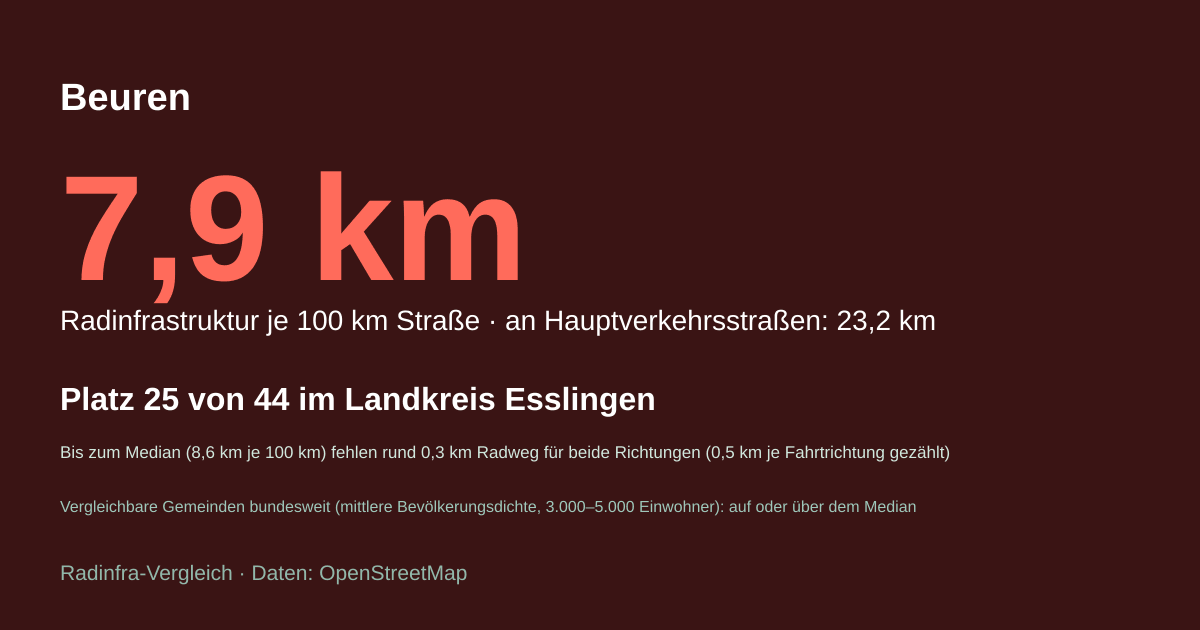 Beuren
7,9 km
Radinfrastruktur je 100 km Straße · an Hauptverkehrsstraßen: 23,2 km
Platz 25 von 44 im Landkreis Esslingen
Bis zum Median (8,6 km je 100 km) fehlen rund 0,3 km Radweg für beide Richtungen (0,5 km je Fahrtrichtung gezählt)
Vergleichbare Gemeinden bundesweit (mittlere Bevölkerungsdichte, 3.000–5.000 Einwohner): auf oder über dem Median
Radinfra-Vergleich · Daten: OpenStreetMap